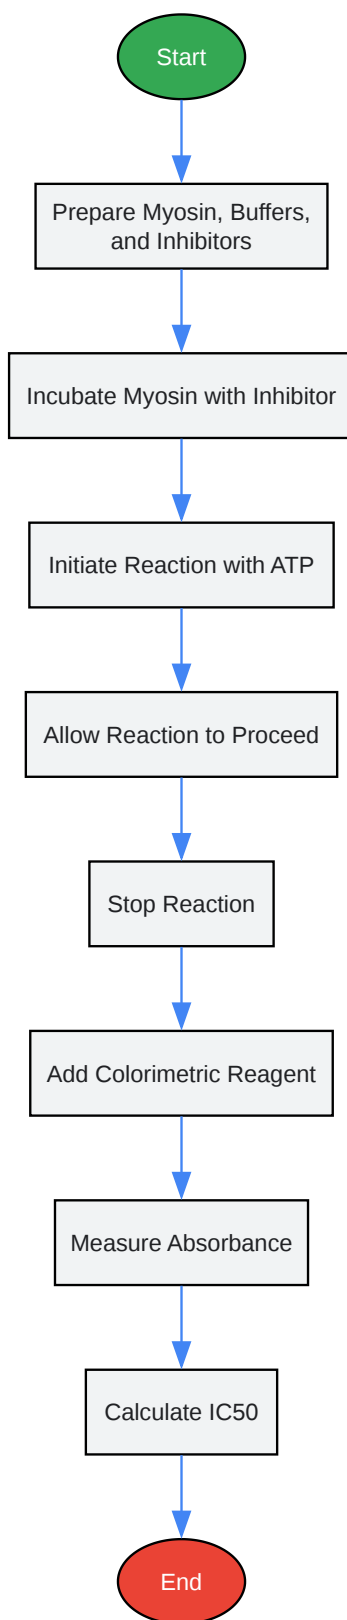 Start
Prepare Myosin, Buffers,
and Inhibitors
Incubate Myosin with Inhibitor
Initiate Reaction with ATP
Allow Reaction to Proceed
Stop Reaction
Add Colorimetric Reagent
Measure Absorbance
Calculate IC50
End